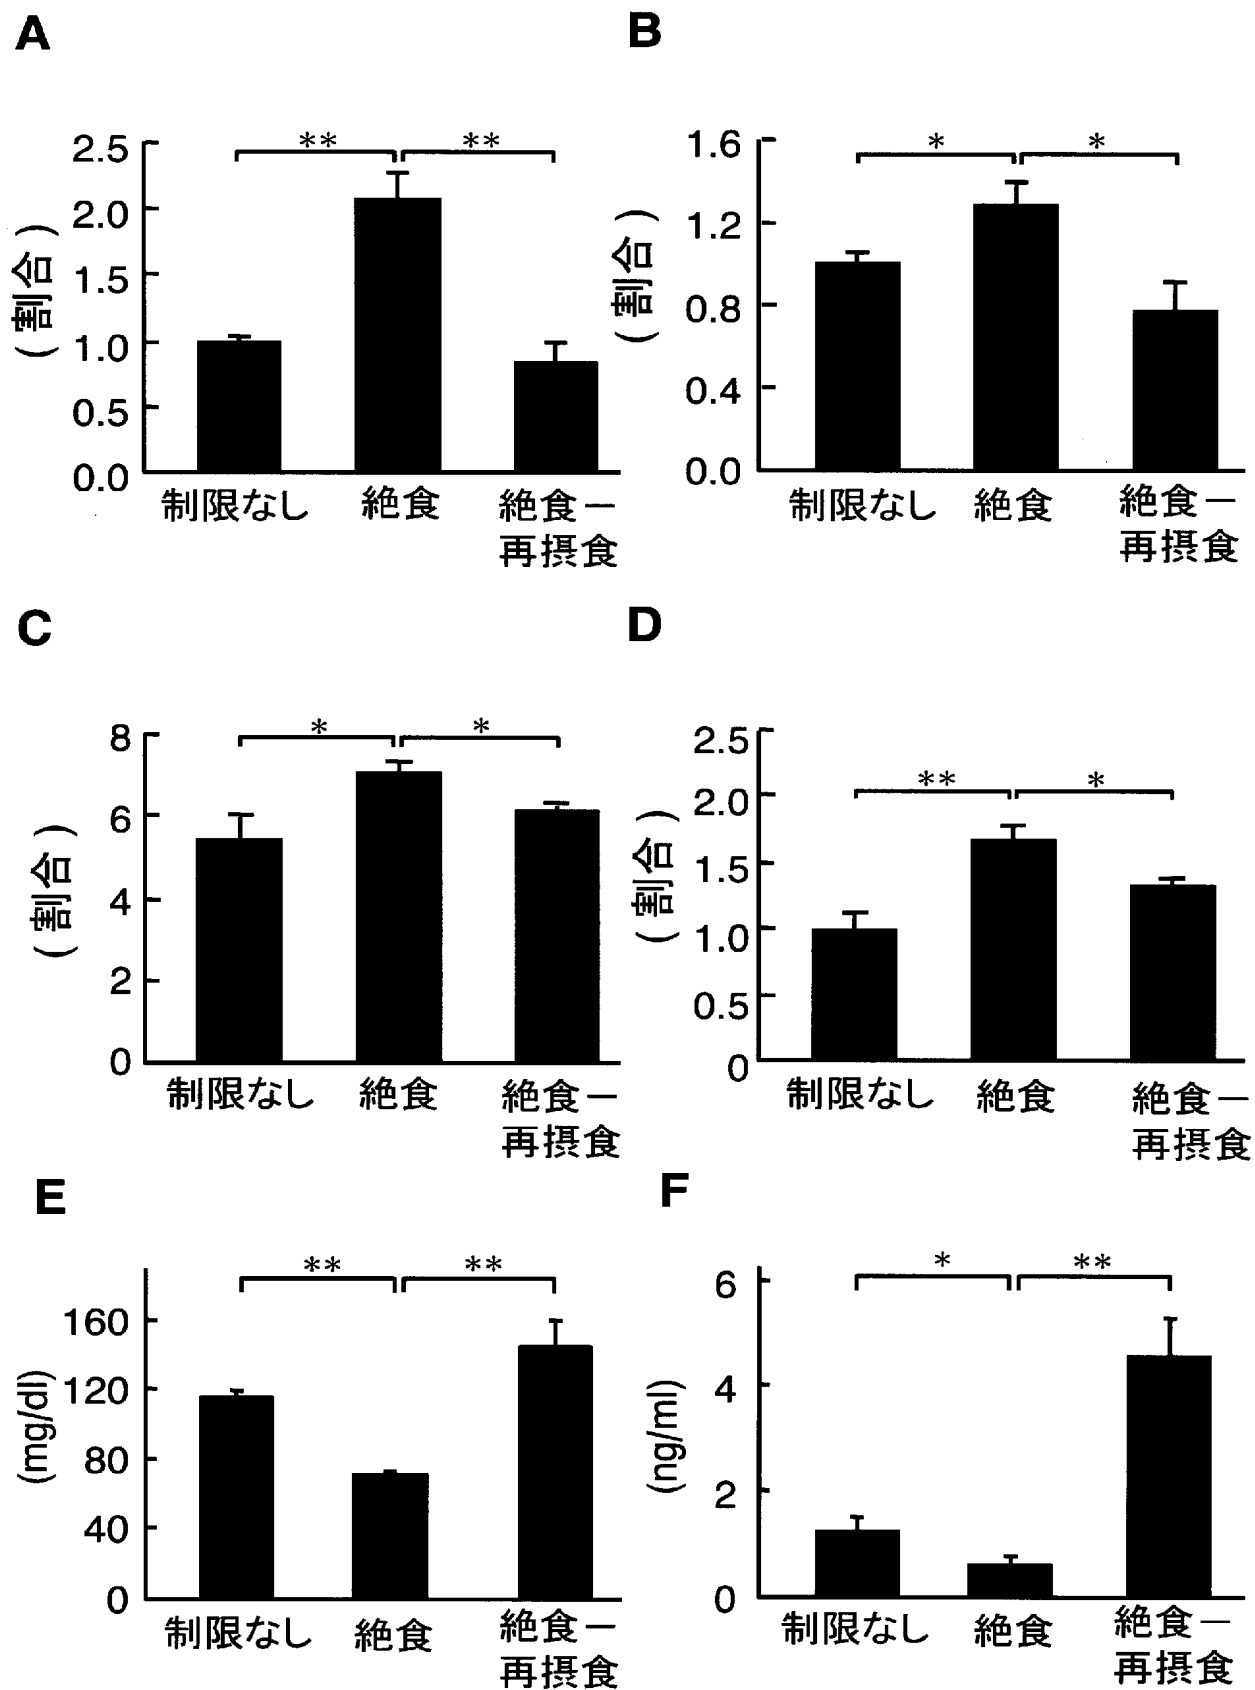 A
2.5
2.0
1.5
1.0
0.5
0.0
(割合)
** **
制限なし 絶食 絶食ー
再摂食
B
1.6
1.2
0.8
0.4
0.0
(割合)
* *
制限なし 絶食 絶食ー
再摂食
C
8
6
4
2
0
(割合)
* *
制限なし 絶食 絶食ー
再摂食
D
2.5
2.0
1.5
1.0
0.5
0
(割合)
** *
制限なし 絶食 絶食ー
再摂食
E
160
120
80
40
0
(mg/dl)
** **
制限なし 絶食 絶食ー
再摂食
F
6
4
2
0
(ng/ml)
* **
制限なし 絶食 絶食ー
再摂食